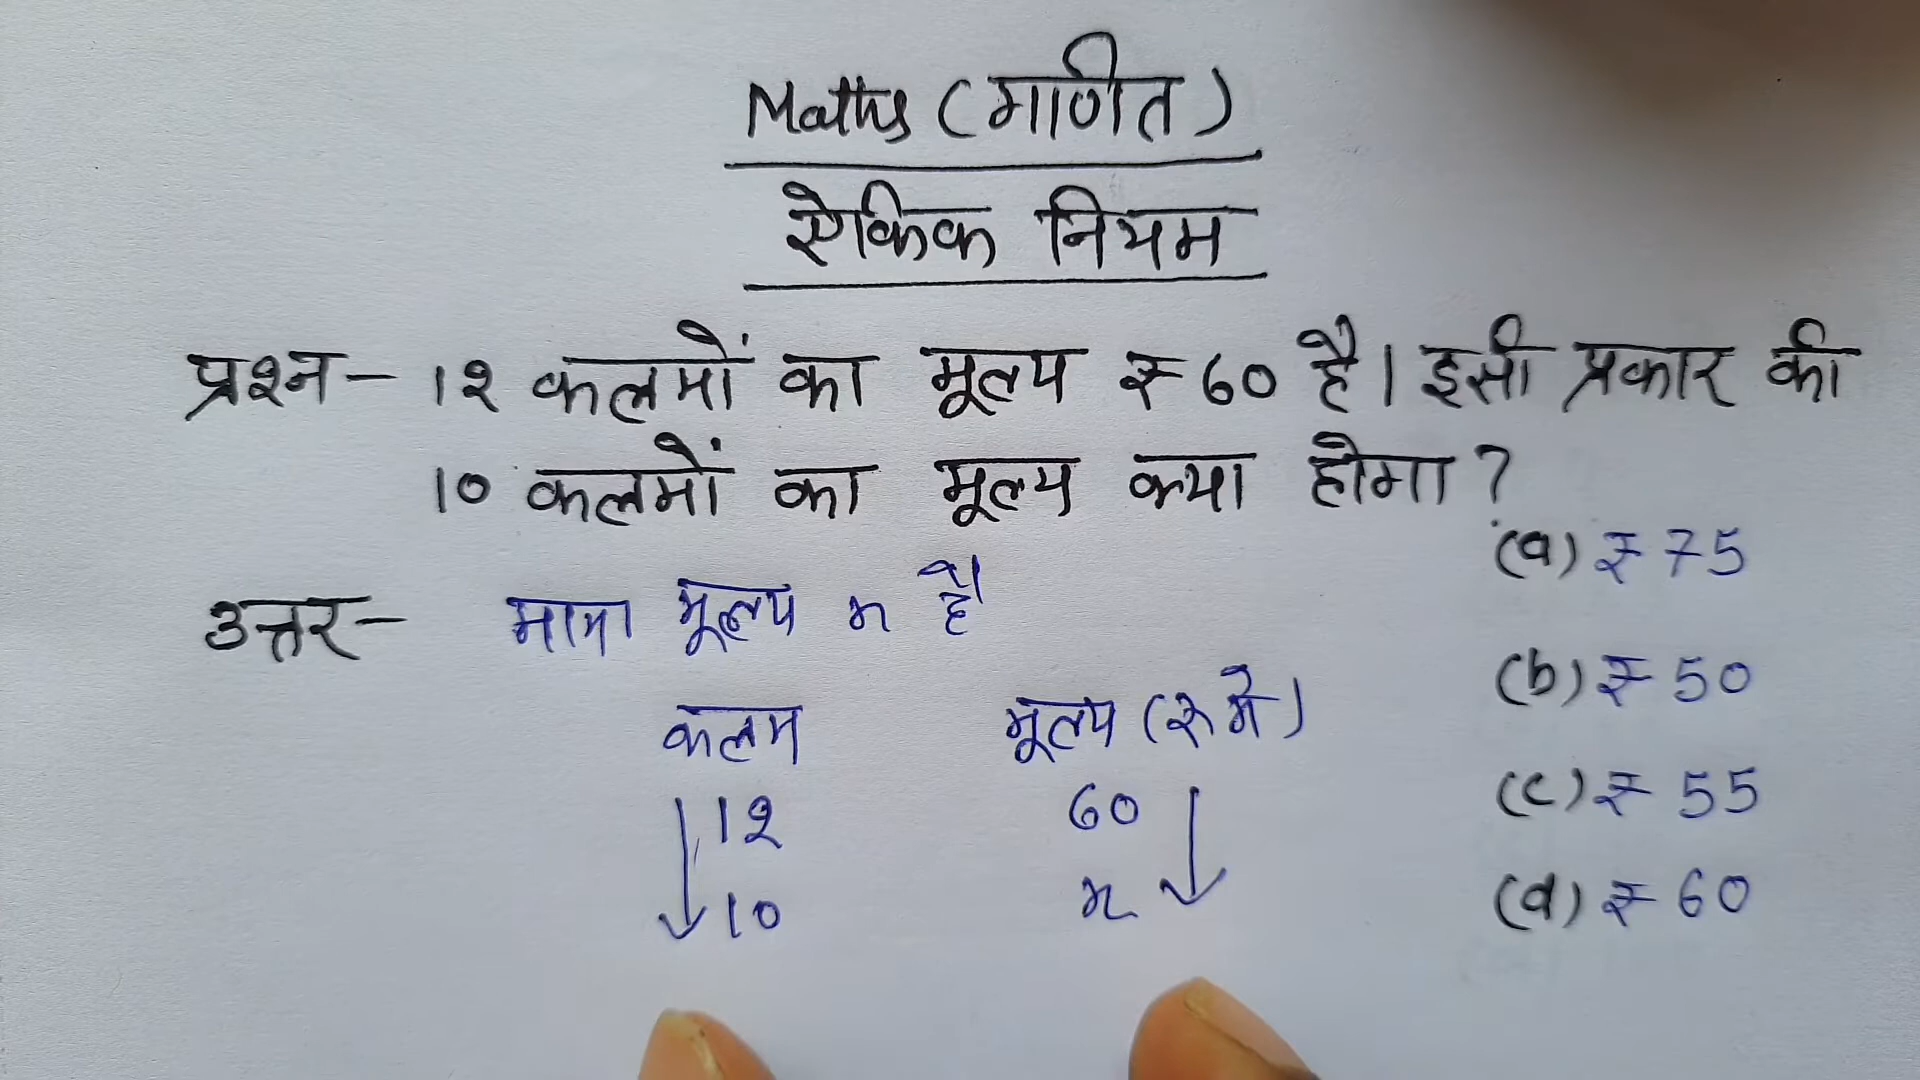 Maths (गणित)
ऐकिक नियम
प्रश्न - 12 कलमों का मूल्य ₹ 60 है। इसी प्रकार की
10 कलमों का मूल्य क्या होगा ?
(a) ₹ 75
उत्तर - माना मूल्य x है
(b) ₹ 50
कलम मूल्य (रु में)
(c) ₹ 55
12 60
10 x
(d) ₹ 60